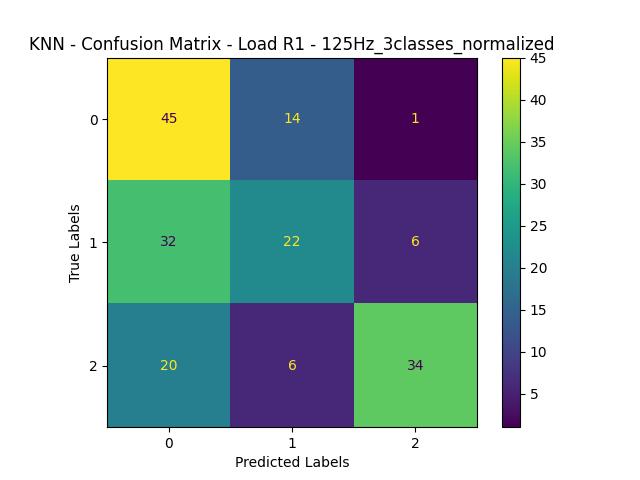 KNN - Confusion Matrix - Load R1 - 125Hz_3classes_normalized
45 14 1
32 22 6
20 6 34
0
1
2
True Labels
0 1 2
Predicted Labels
45
40
35
30
25
20
15
10
5